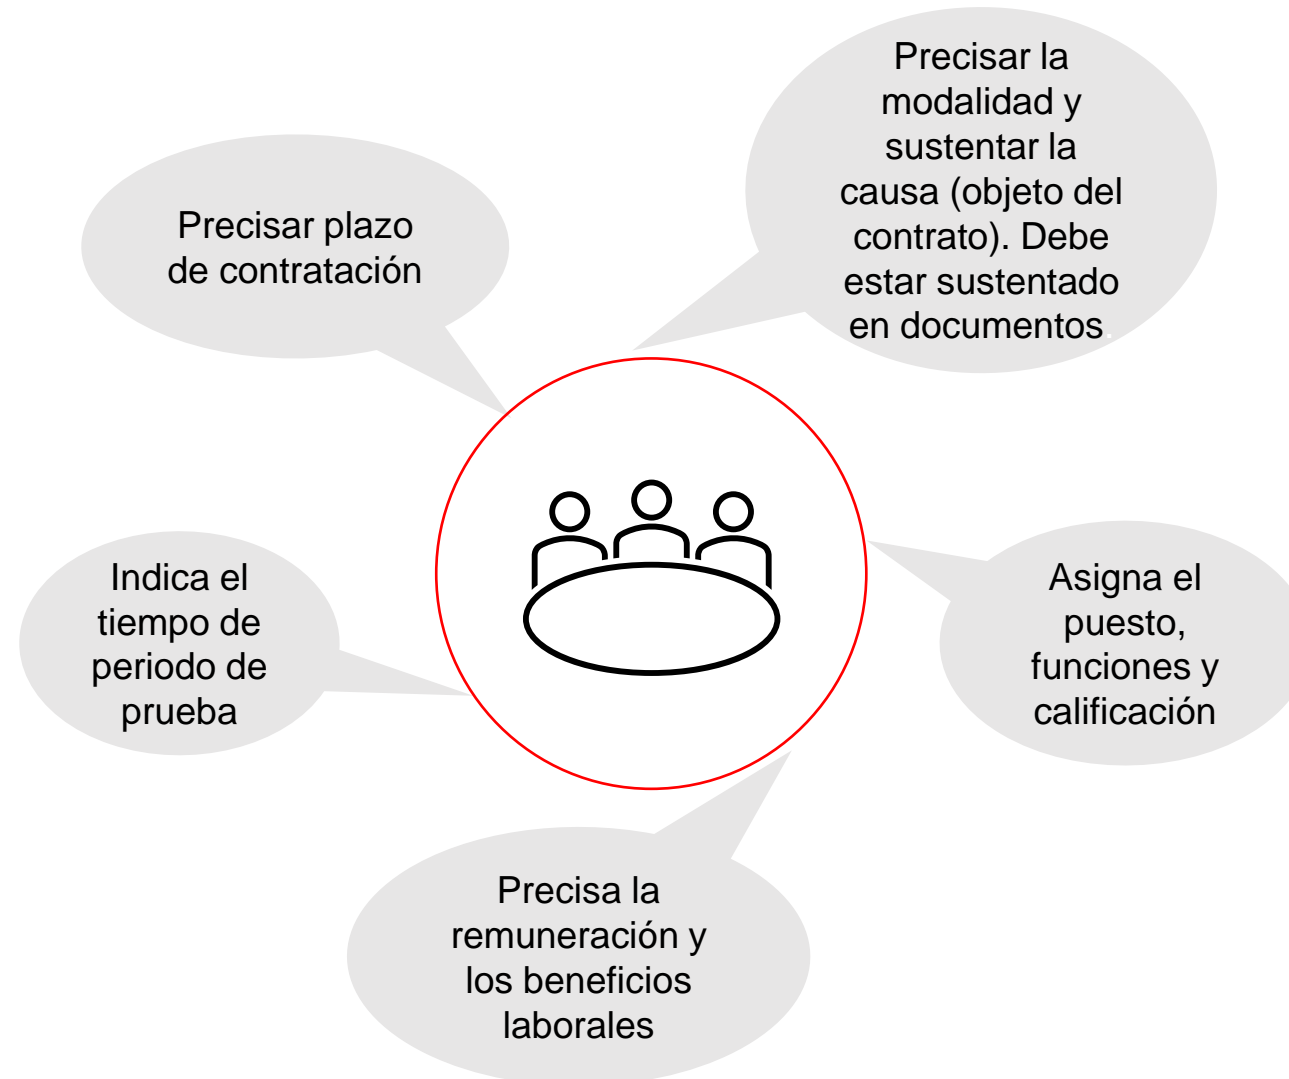 Precisar la
modalidad y
sustentar la
causa (objeto del
contrato). Debe
estar sustentado
en documentos.
Precisar plazo
de contratación
Indica el
tiempo de
periodo de
prueba
Asigna el
puesto,
funciones y
calificación
Precisa la
remuneración y
los beneficios
laborales